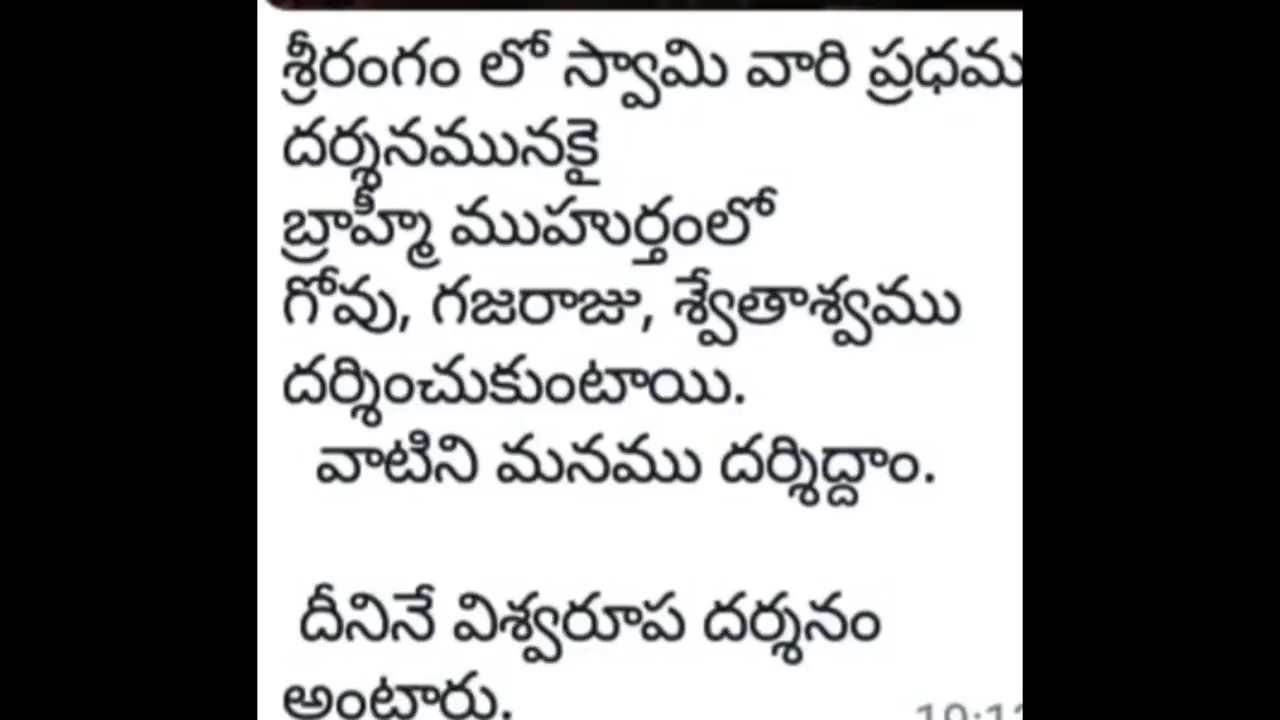 శ్రీరంగం లో స్వామి వారి ప్రధమ
దర్శనమునకై
బ్రాహ్మీ ముహుర్తంలో
గోవు, గజరాజు, శ్వేతాశ్వము
దర్శించుకుంటాయి.
వాటిని మనము దర్శిద్దాం.
దీనినే విశ్వరూప దర్శనం
అంటారు.